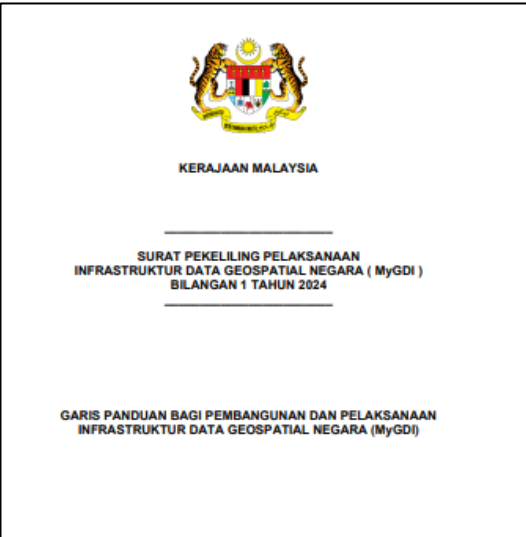 KERAJAAN MALAYSIA
SURAT PEKELILING PELAKSANAAN
INFRASTRUKTUR DATA GEOSPATIAL NEGARA ( MyGDI )
BILANGAN 1 TAHUN 2024
GARIS PANDUAN BAGI PEMBANGUNAN DAN PELAKSANAAN
INFRASTRUKTUR DATA GEOSPATIAL NEGARA (MyGDI)